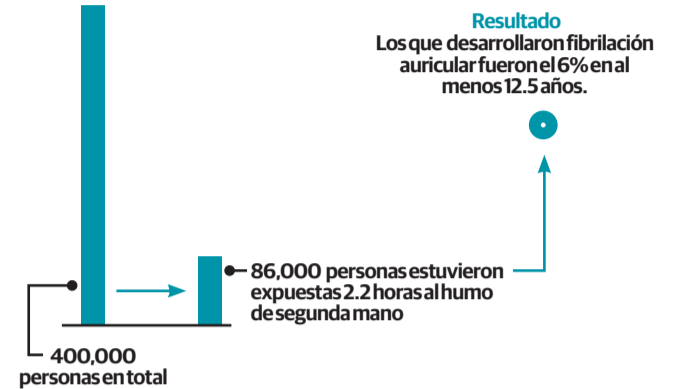 Resultado
Los que desarrollaron fibrilación
auricular fueron el 6% en al
menos 12.5 años.
86,000 personas estuvieron
expuestas 2.2 horas al humo
de segunda mano
400,000
personas en total